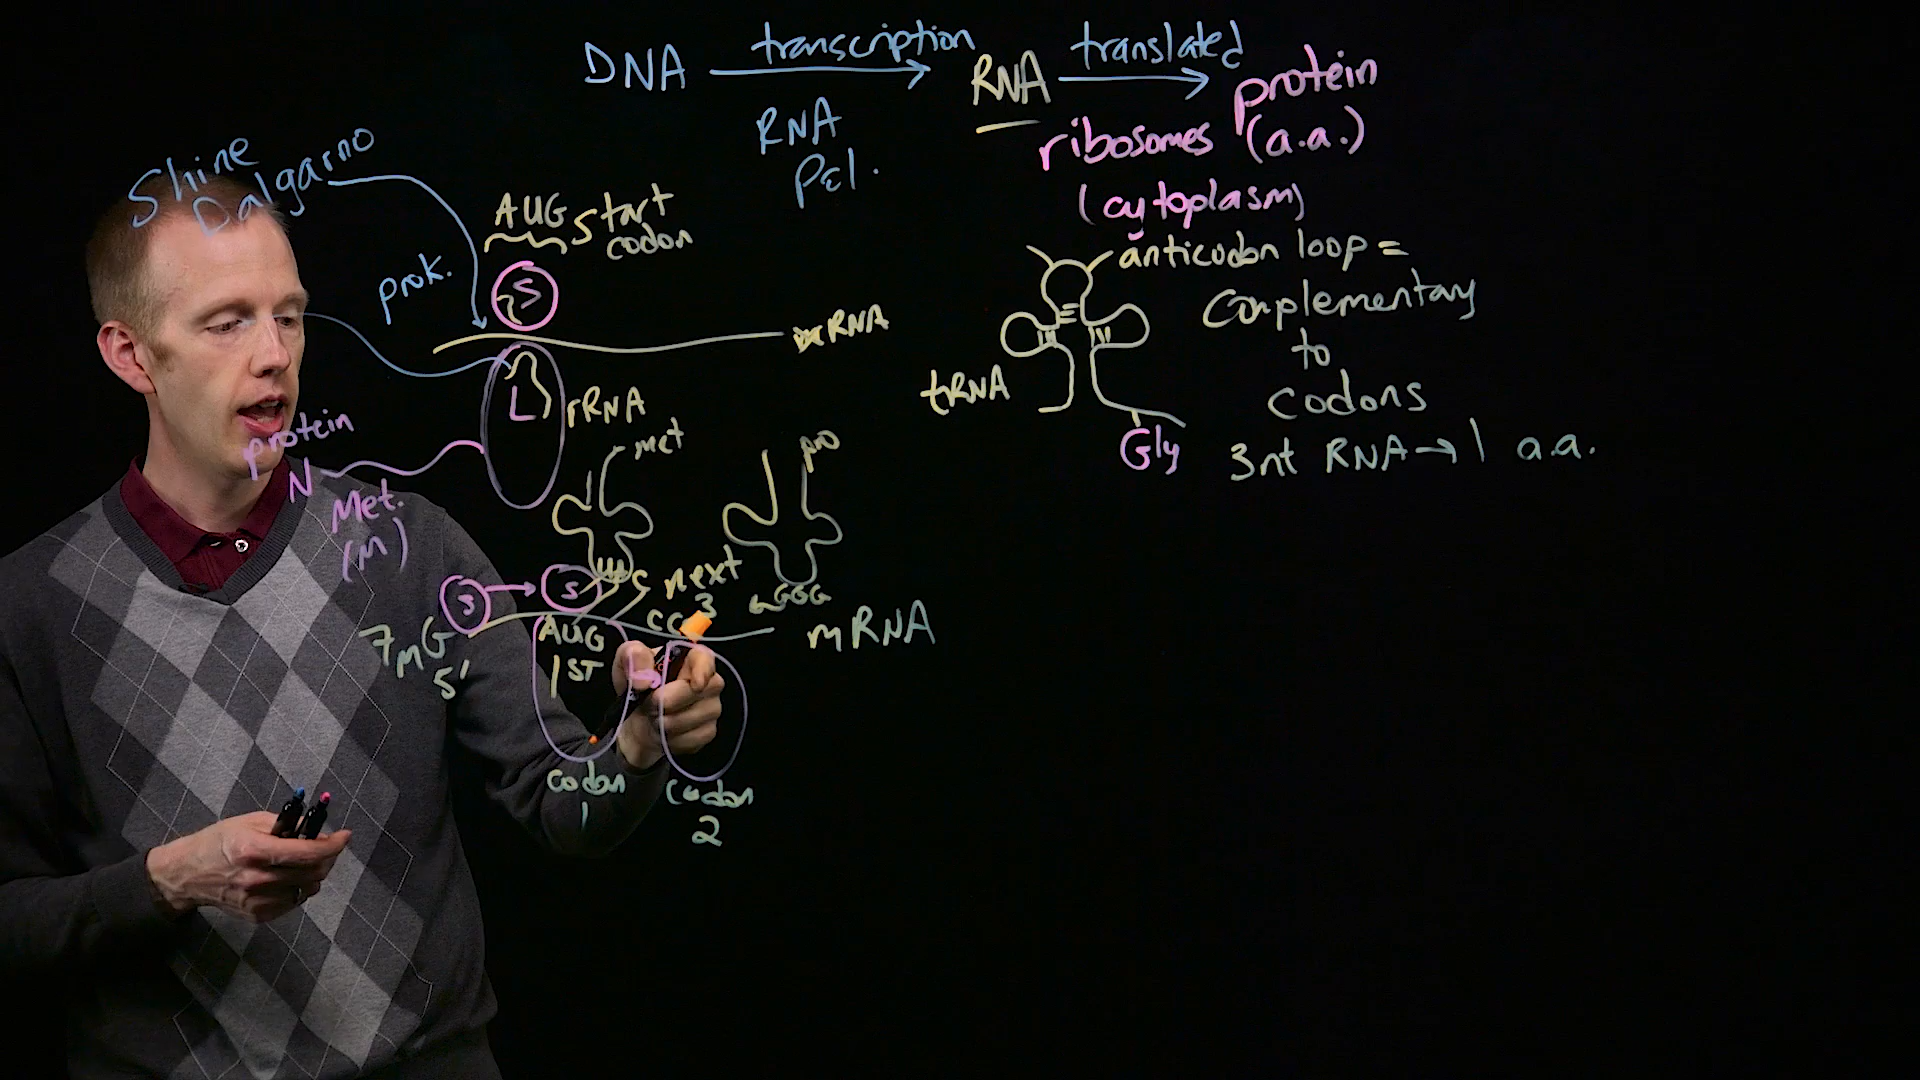 DNA transcription RNA translated protein
RNA
Pol.
ribosomes (a.a.)
(cytoplasm)
Shine
Dalgarno
prok.
AUG start
codon
S
mRNA
L
rRNA
protein
N
Met.
(M)
anticodon loop =
complementary
to
codons
tRNA
Gly
3nt RNA → 1 a.a.
met
pro
S
S
next
3
GGG
CC
7mG
5'
AUG
1ST
mRNA
codon
1
codon
2